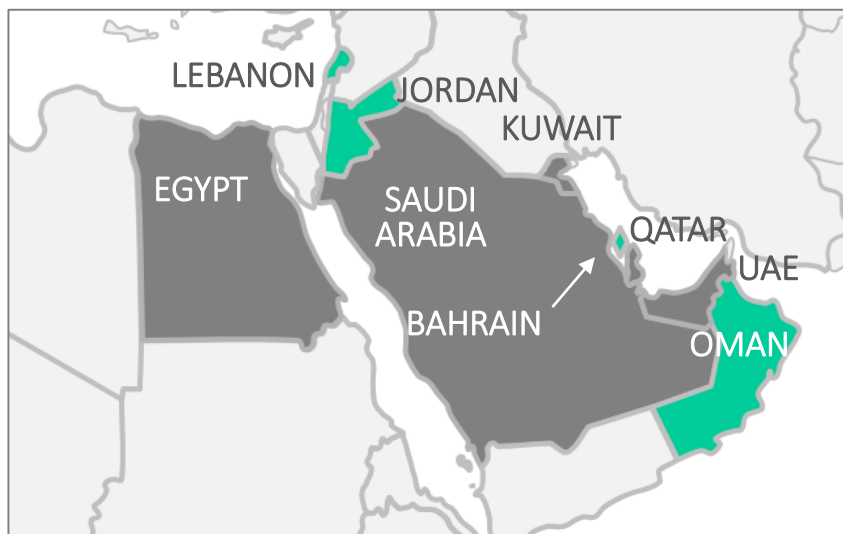 LEBANON
JORDAN
KUWAIT
EGYPT
SAUDI
ARABIA
QATAR
UAE
BAHRAIN
OMAN